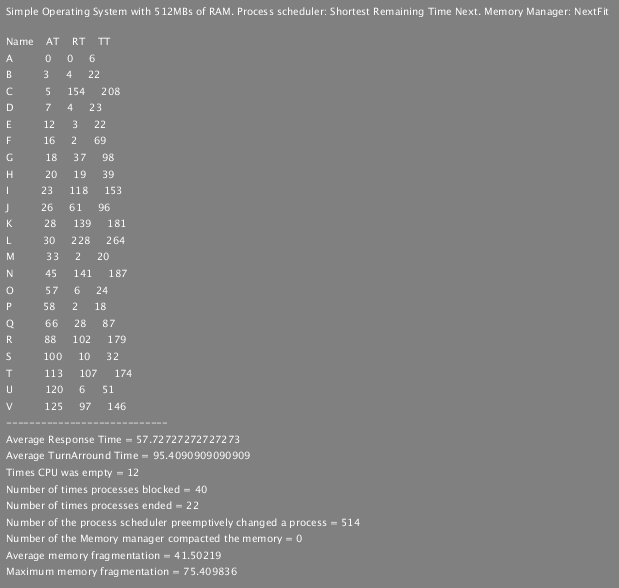 Simple Operating System with 512MBs of RAM. Process scheduler: Shortest Remaining Time Next. Memory Manager: NextFit
Name AT RT TT
A 0 0 6
B 3 4 22
C 5 154 208
D 7 4 23
E 12 3 22
F 16 2 69
G 18 37 98
H 20 19 39
I 23 118 153
J 26 61 96
K 28 139 181
L 30 228 264
M 33 2 20
N 45 141 187
O 57 6 24
P 58 2 18
Q 66 28 87
R 88 102 179
S 100 10 32
T 113 107 174
U 120 6 51
V 125 97 146
----------------------------
Average Response Time = 57.72727272727273
Average TurnArround Time = 95.4090909090909
Times CPU was empty = 12
Number of times processes blocked = 40
Number of times processes ended = 22
Number of the process scheduler preemptively changed a process = 514
Number of the Memory manager compacted the memory = 0
Average memory fragmentation = 41.50219
Maximum memory fragmentation = 75.409836